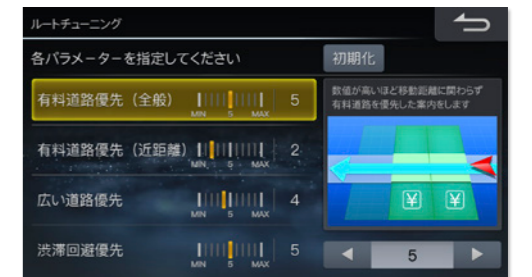 ルートチューニング
各パラメーターを指定してください
初期化
有料道路優先（全般）
MIN 5 MAX
5
有料道路優先（近距離）
MIN 5 MAX
2
広い道路優先
MIN 5 MAX
4
渋滞回避優先
MIN 5 MAX
5
数値が高いほど移動距離に関わらず
有料道路を優先した案内をします
¥ ¥
5